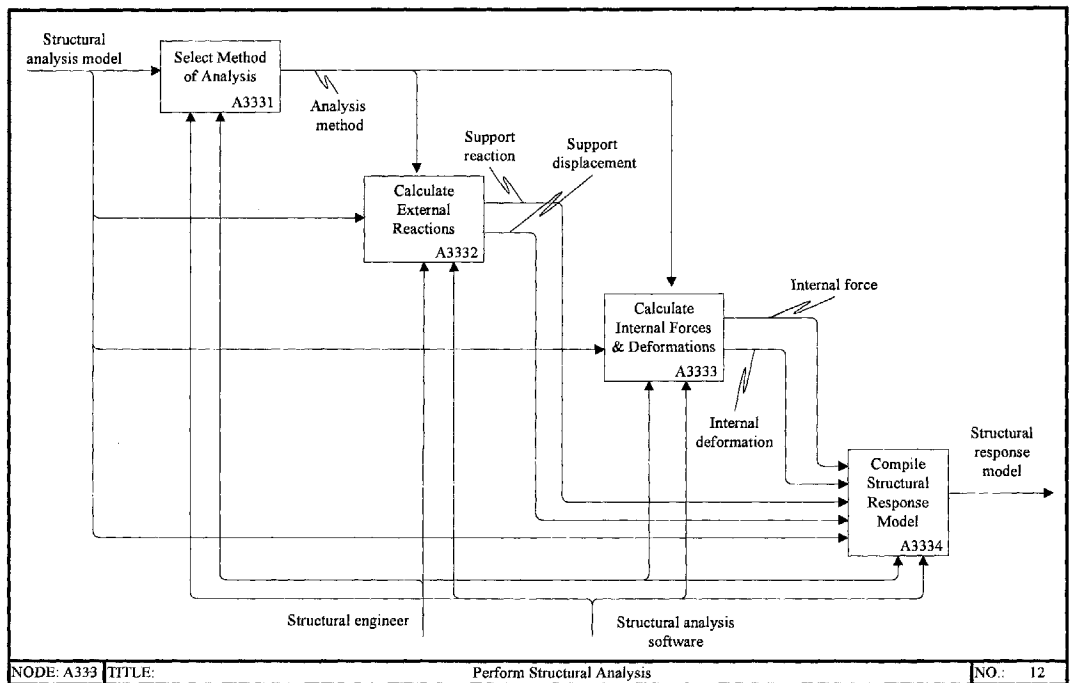 Structural
analysis model
Select Method
of Analysis
A3331
Analysis
method
Support
reaction
Support
displacement
Calculate
External
Reactions
A3332
Calculate
Internal Forces
& Deformations
A3333
Internal force
Internal
deformation
Structural
response
model
Compile
Structural
Response
Model
A3334
Structural engineer
Structural analysis
software
NODE: A333 TITLE: Perform Structural Analysis NO.: 12